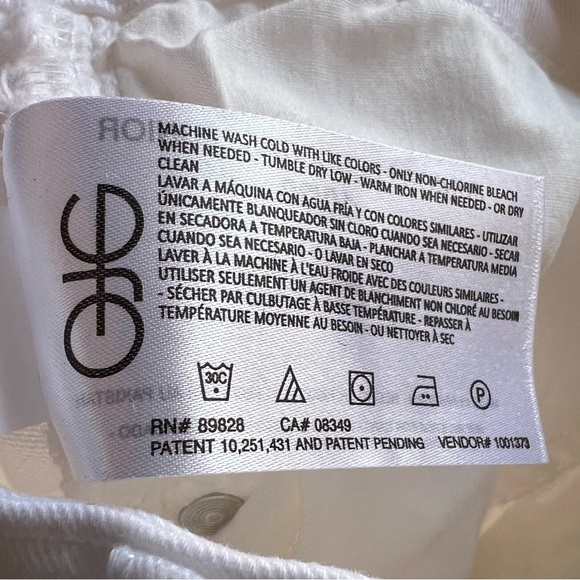 MACHINE WASH COLD WITH LIKE COLORS - ONLY NON-CHLORINE BLEACH
WHEN NEEDED - TUMBLE DRY LOW - WARM IRON WHEN NEEDED - OR DRY
CLEAN
LAVAR A MÁQUINA CON AGUA FRÍA Y CON COLORES SIMILARES - UTILIZAR
ÚNICAMENTE BLANQUEADOR SIN CLORO CUANDO SEA NECESARIO - SECAR
EN SECADORA A TEMPERATURA BAJA - PLANCHAR A TEMPERATURA MEDIA
CUANDO SEA NECESARIO - O LAVAR EN SECO
LAVER À LA MACHINE À L'EAU FROIDE AVEC DES COULEURS SIMILAIRES -
UTILISER SEULEMENT UN AGENT DE BLANCHIMENT NON CHLORÉ AU BESOIN
- SÉCHER PAR CULBUTAGE À BASSE TEMPÉRATURE - REPASSER À
TEMPÉRATURE MOYENNE AU BESOIN - OU NETTOYER À SEC
30C P
RN# 89828 CA# 08349
PATENT 10,251,431 AND PATENT PENDING VENDOR# 1001373